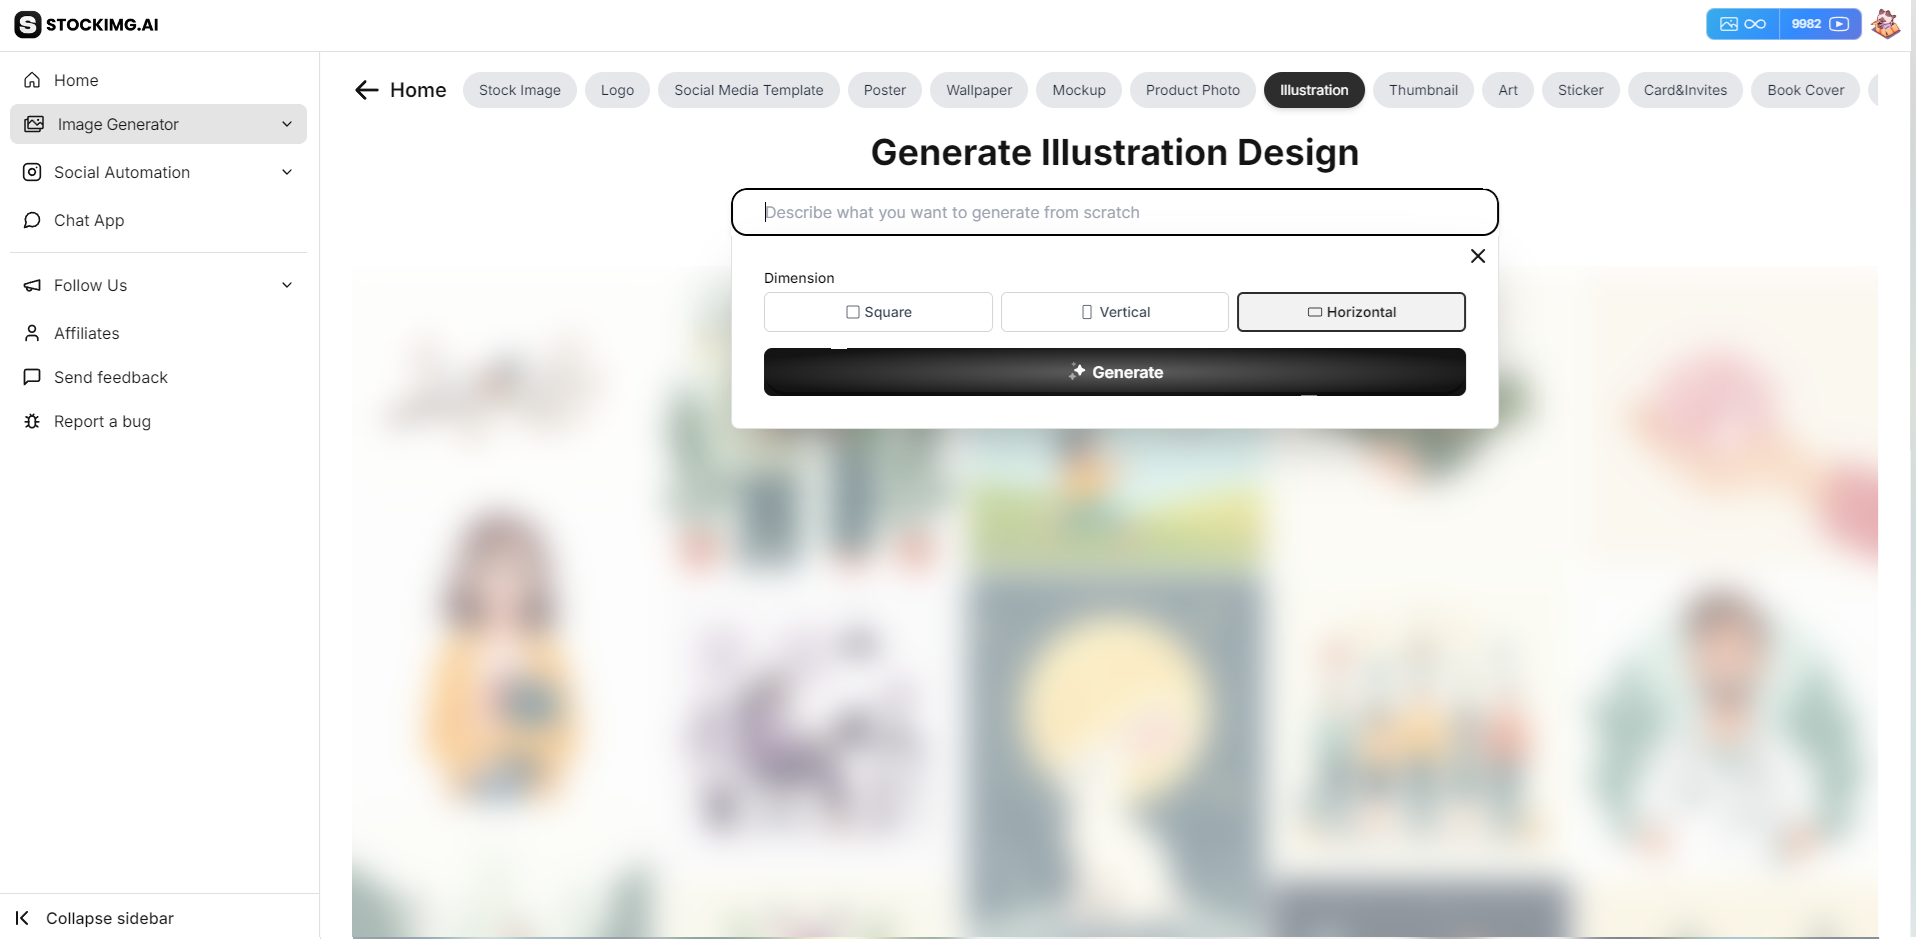 STOCKIMG.AI
9982
Home
Image Generator
Social Automation
Chat App
Follow Us
Affiliates
Send feedback
Report a bug
Collapse sidebar
Home
Stock Image
Logo
Social Media Template
Poster
Wallpaper
Mockup
Product Photo
Illustration
Thumbnail
Art
Sticker
Card&Invites
Book Cover
Generate Illustration Design
Describe what you want to generate from scratch
Dimension
Square
Vertical
Horizontal
Generate